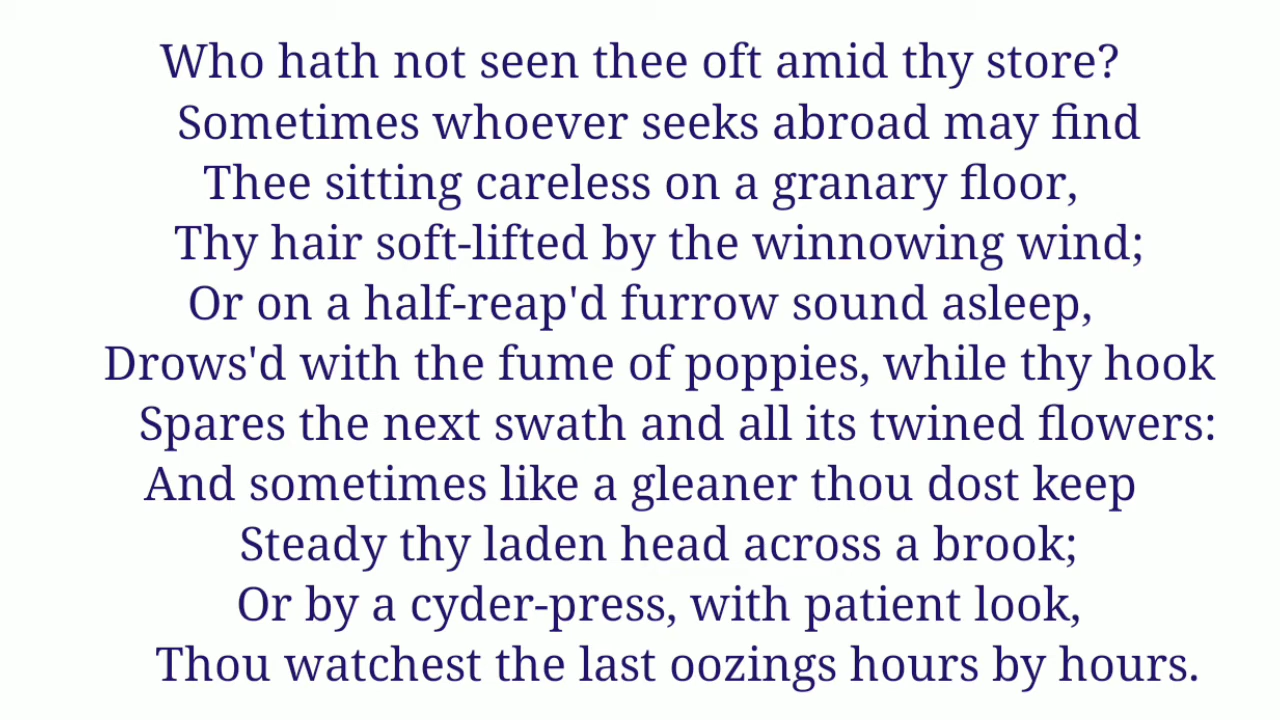 Who hath not seen thee oft amid thy store?
Sometimes whoever seeks abroad may find
Thee sitting careless on a granary floor,
Thy hair soft-lifted by the winnowing wind;
Or on a half-reap'd furrow sound asleep,
Drows'd with the fume of poppies, while thy hook
Spares the next swath and all its twined flowers:
And sometimes like a gleaner thou dost keep
Steady thy laden head across a brook;
Or by a cyder-press, with patient look,
Thou watchest the last oozings hours by hours.